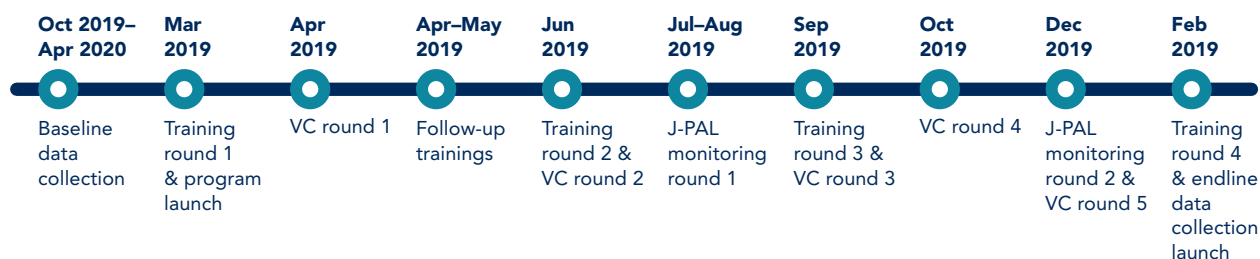 Oct 2019–
Apr 2020
Baseline
data
collection
Mar
2019
Training
round 1
& program
launch
Apr
2019
VC round 1
Apr–May
2019
Follow-up
trainings
Jun
2019
Training
round 2 &
VC round 2
Jul–Aug
2019
J-PAL
monitoring
round 1
Sep
2019
Training
round 3 &
VC round 3
Oct
2019
VC round 4
Dec
2019
J-PAL
monitoring
round 2 &
VC round 5
Feb
2019
Training
round 4
& endline
data
collection
launch